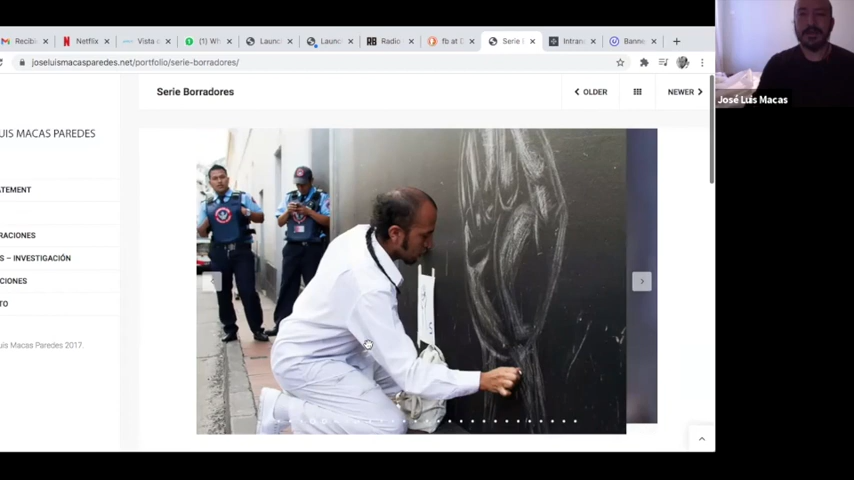 Recibi
Netflix
Vista c
(1) Wh
Launc
Launc
Radio
fb at D
Serie I
Intran
Banne
joseluismacasparedes.net/portfolio/serie-borradores/
Serie Borradores
OLDER
NEWER
José Luis Macas
UIS MACAS PAREDES
ATEMENT
RACIONES
S – INVESTIGACIÓN
CIONES
TO
uis Macas Paredes 2017.